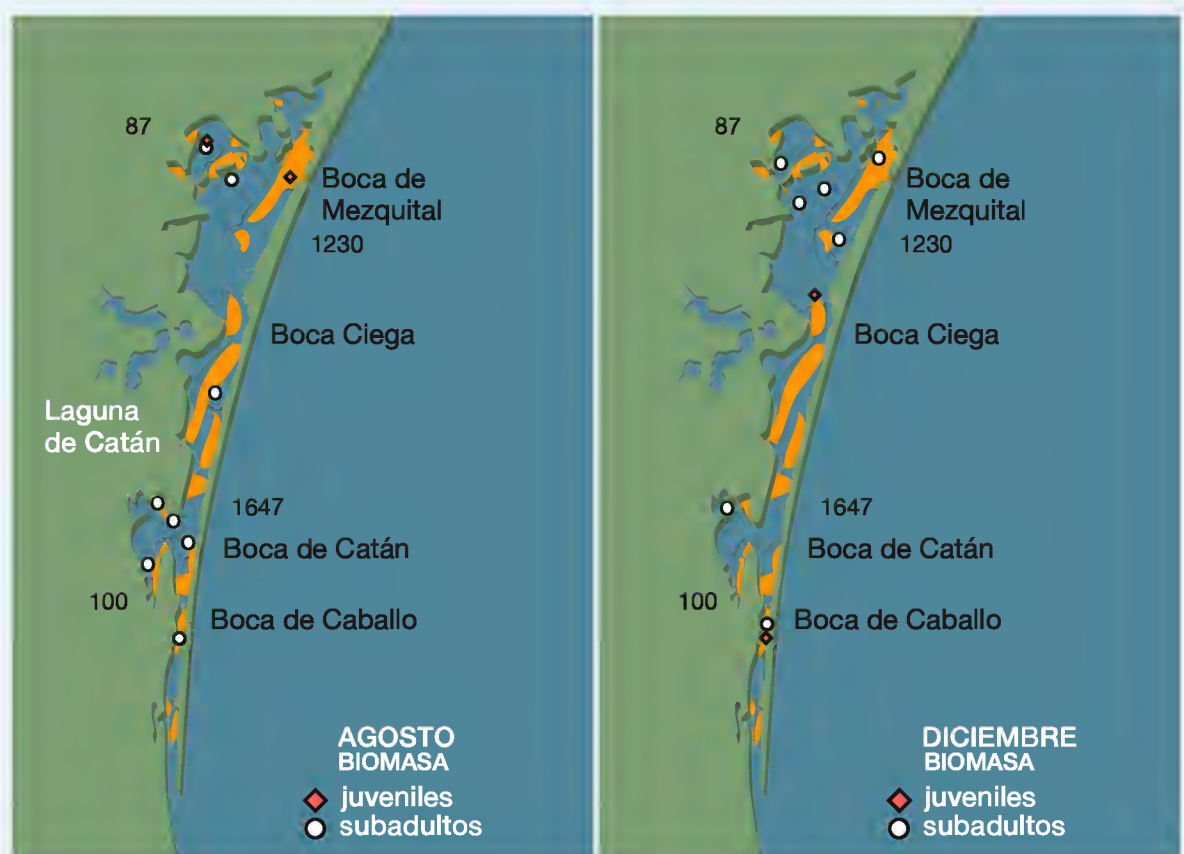 87
Boca de
Mezquital
1230
Boca Ciega
Laguna
de Catán
1647
Boca de Catán
100
Boca de Caballo
AGOSTO
BIOMASA
juveniles
subadultos
87
Boca de
Mezquital
1230
Boca Ciega
1647
Boca de Catán
100
Boca de Caballo
DICIEMBRE
BIOMASA
juveniles
subadultos